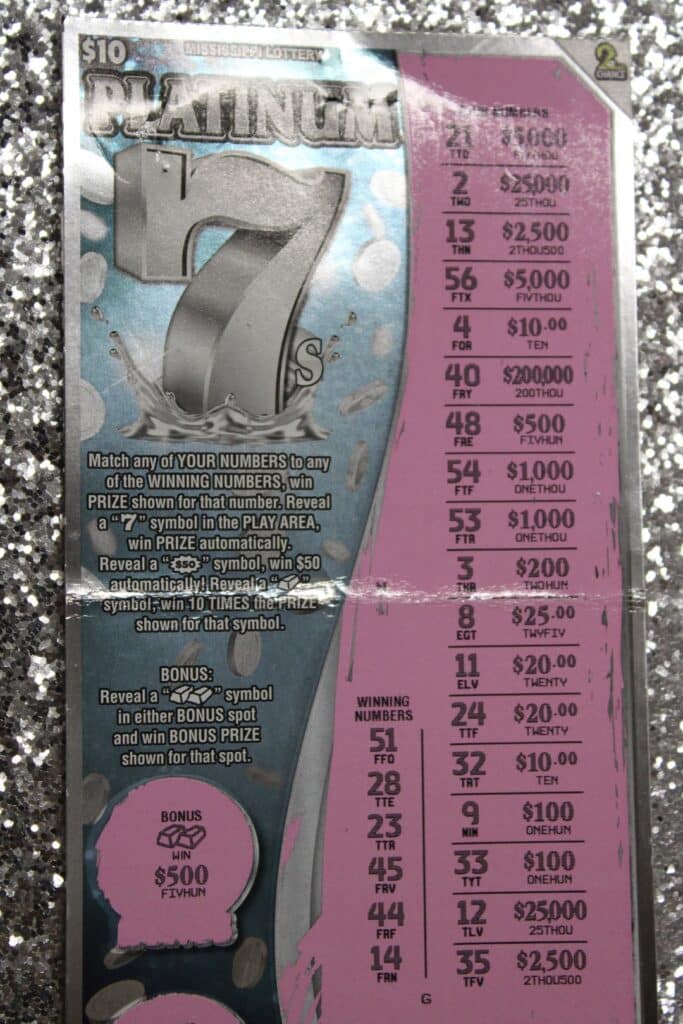 $10
MISSISSIPPI LOTTERY
2nd CHANCE
PLATINUM
7s
Match any of YOUR NUMBERS to any
of the WINNING NUMBERS, win
PRIZE shown for that number. Reveal
a "7" symbol in the PLAY AREA,
win PRIZE automatically.
Reveal a "$50" symbol, win $50
automatically! Reveal a " "
symbol, win 10 TIMES the PRIZE
shown for that symbol.
BONUS:
Reveal a " " symbol
in either BONUS spot
and win BONUS PRIZE
shown for that spot.
BONUS
WIN
$500
FIVHUN
WINNING
NUMBERS
51
FFO
28
TTE
23
TTR
45
FRV
44
FRF
14
FRN
YOUR NUMBERS
21 $5,000
TTO FIVTHOU
2 $25,000
TWO 25THOU
13 $2,500
THN 2THOU500
56 $5,000
FTX FIVTHOU
4 $10.00
FOR TEN
40 $200,000
FRY 200THOU
48 $500
FRE FIVHUN
54 $1,000
FTF ONETHOU
53 $1,000
FTR ONETHOU
3 $200
THR TWOHUN
8 $25.00
EGT TWYFIV
11 $20.00
ELV TWENTY
24 $20.00
TTF TWENTY
32 $10.00
TRT TEN
9 $100
NIN ONEHUN
33 $100
TYT ONEHUN
12 $25,000
TLV 25THOU
35 $2,500
TFV 2THOU500
G